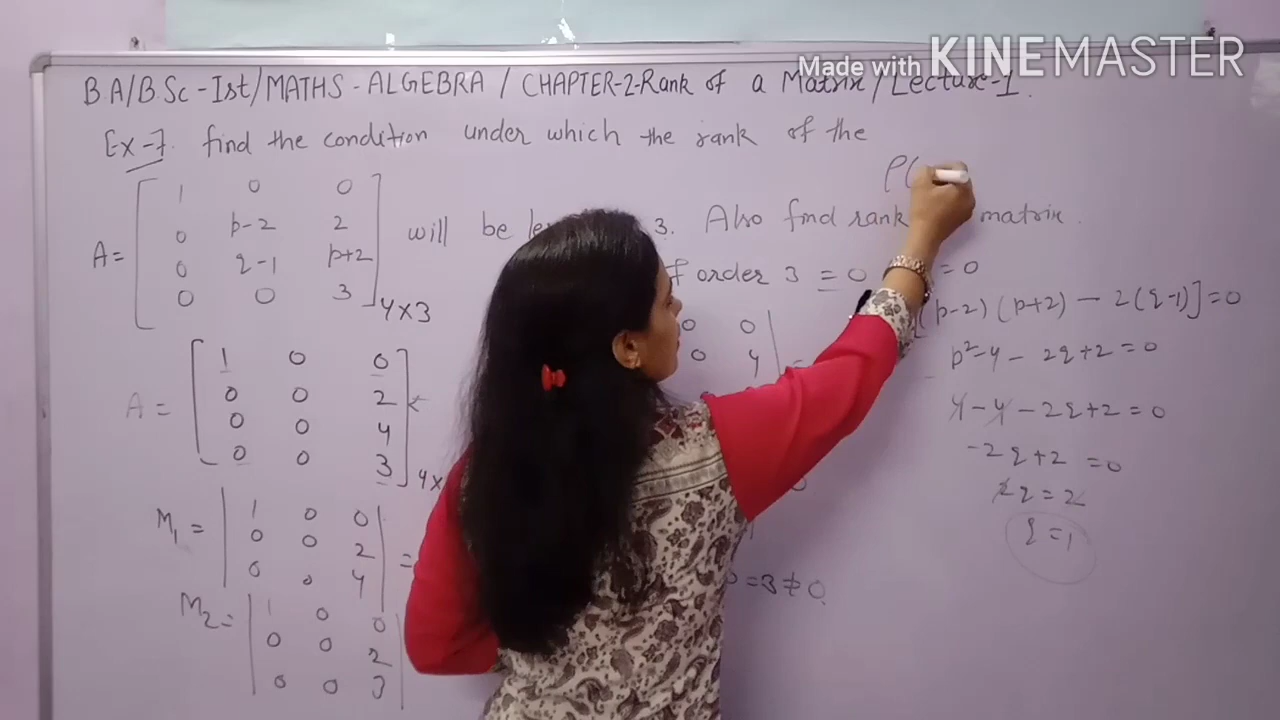 Made with KINEMASTER
B.A/B.Sc-Ist/MATHS-ALGEBRA/CHAPTER-2-Rank of a Matrix/Lecture-1.
Ex-7. find the condition under which the rank of the
ρ(
A = [ 1 0 0
0 p-2 2
0 q-1 p+2
0 0 3 ] 4×3
will be 3. Also find rank matrix.
of order 3 = 0 = 0
(p-2)(p+2) - 2(q-1)] = 0
p²-4 - 2q+2 = 0
4-4-2q+2 = 0
-2q+2 = 0
2q = 2
q = 1
A = [ 1 0 0
0 0 2
0 0 4
0 0 3 ] 4×
0 0
0 4
M₁ = | 1 0 0
0 0 2
0 0 4 | =
= 3 ≠ 0.
M₂ = | 1 0 0
0 0 2
0 0 3 |